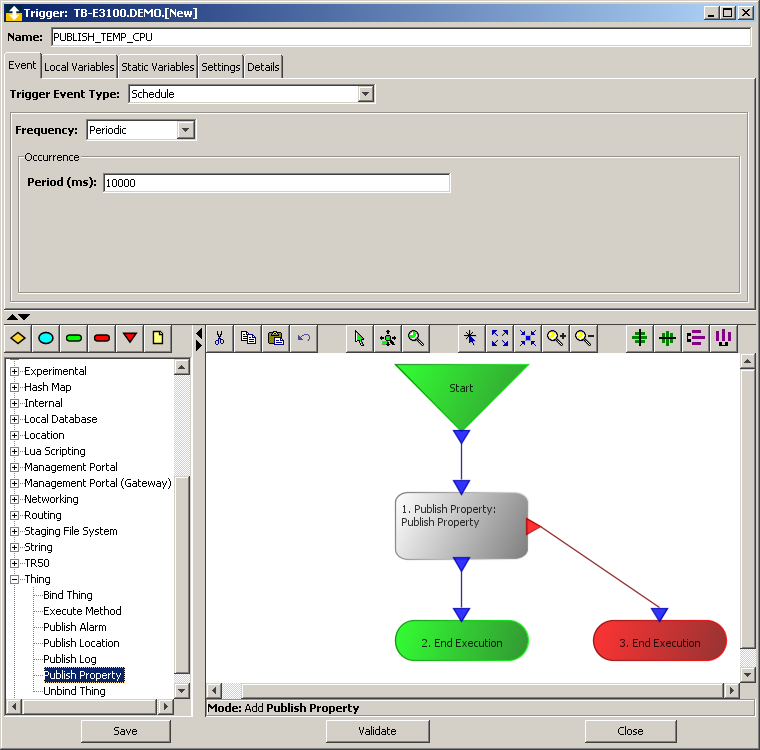 Trigger: TB-E3100.DEMO.[New]
Name: PUBLISH_TEMP_CPU
Event Local Variables Static Variables Settings Details
Trigger Event Type: Schedule
Frequency: Periodic
Occurrence
Period (ms): 10000
Experimental
Hash Map
Internal
Local Database
Location
Lua Scripting
Management Portal
Management Portal (Gateway)
Networking
Routing
Staging File System
String
TR50
Thing
Bind Thing
Execute Method
Publish Alarm
Publish Location
Publish Log
Publish Property
Unbind Thing
Start
1. Publish Property:
Publish Property
2. End Execution
3. End Execution
Mode: Add Publish Property
Save Validate Close